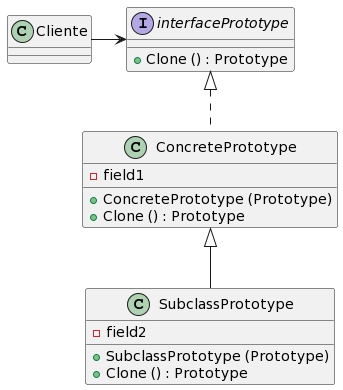 C Cliente
I interfacePrototype
Clone () : Prototype
C ConcretePrototype
field1
ConcretePrototype (Prototype)
Clone () : Prototype
C SubclassPrototype
field2
SubclassPrototype (Prototype)
Clone () : Prototype